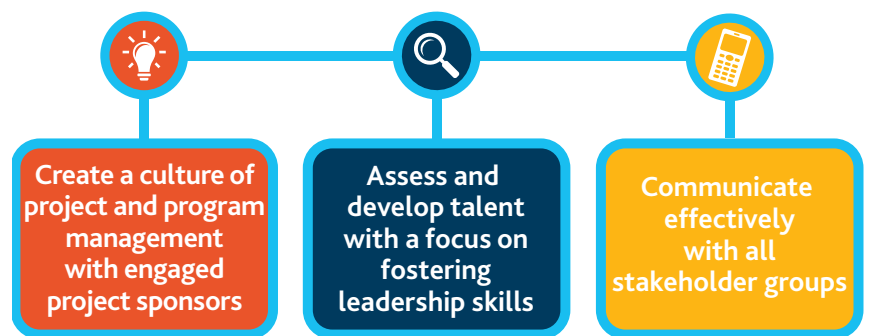 Create a culture of
project and program
management
with engaged
project sponsors
Assess and
develop talent
with a focus on
fostering
leadership skills
Communicate
effectively
with all
stakeholder groups